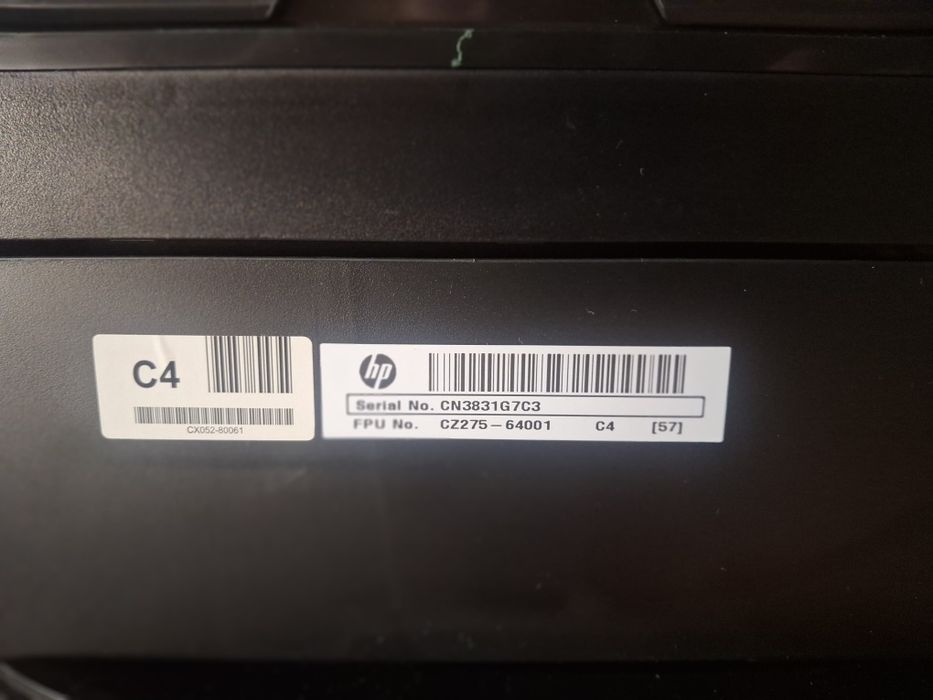 C4
CX052-80061
hp
Serial No. CN3831G7C3
FPU No. CZ275-64001 C4 [57]